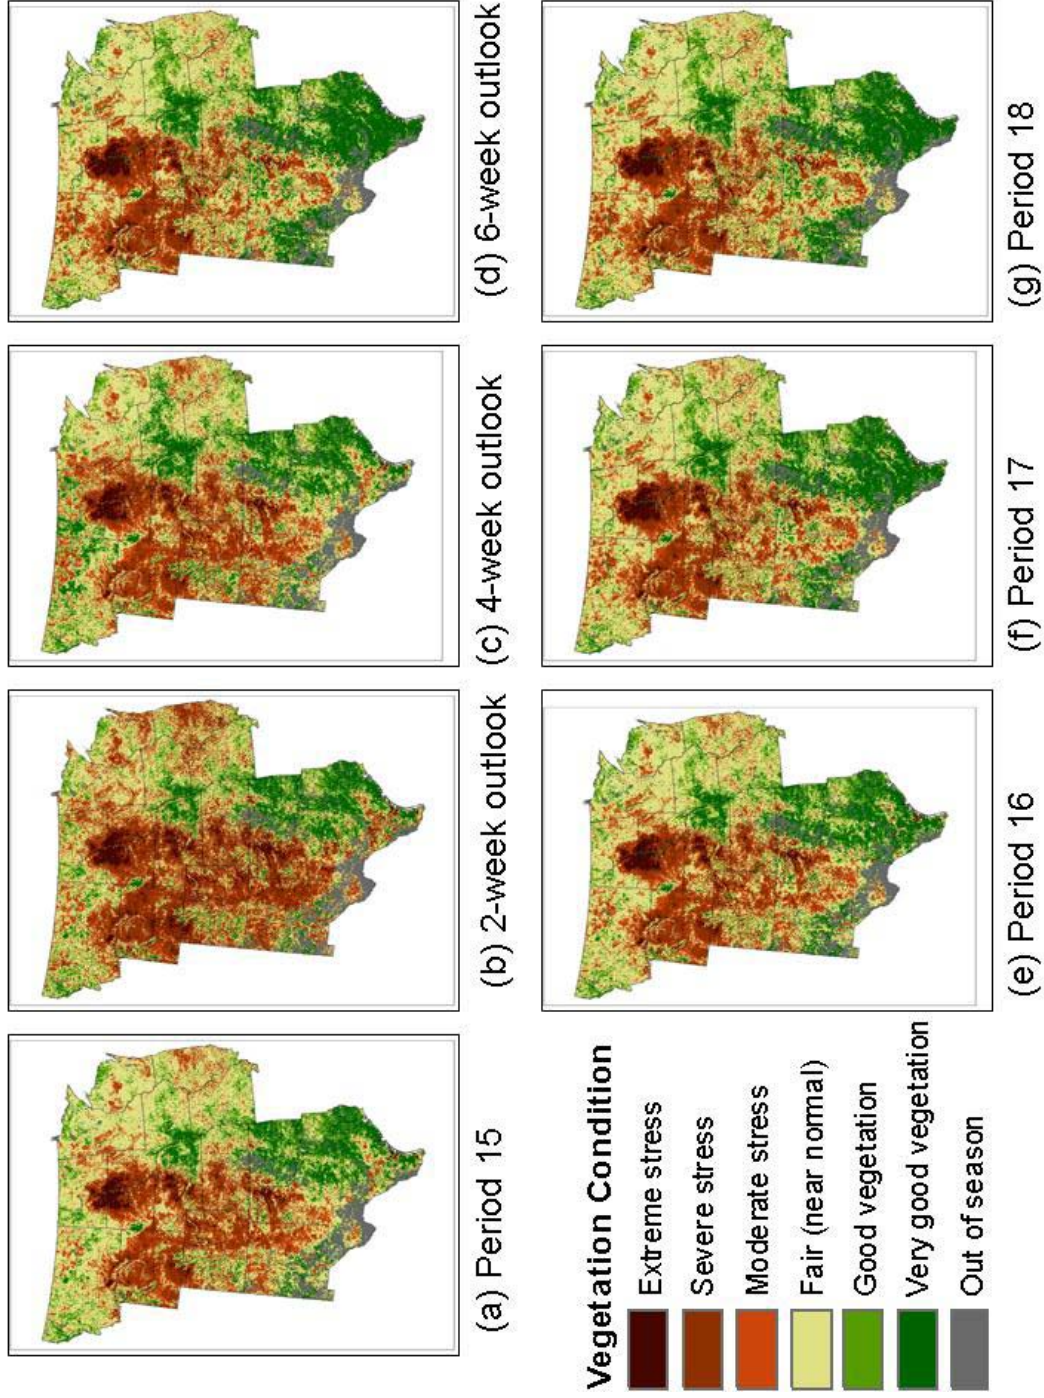 (a) Period 15
(b) 2-week outlook
(c) 4-week outlook
(d) 6-week outlook
Vegetation Condition
Extreme stress
Severe stress
Moderate stress
Fair (near normal)
Good vegetation
Very good vegetation
Out of season
(e) Period 16
(f) Period 17
(g) Period 18